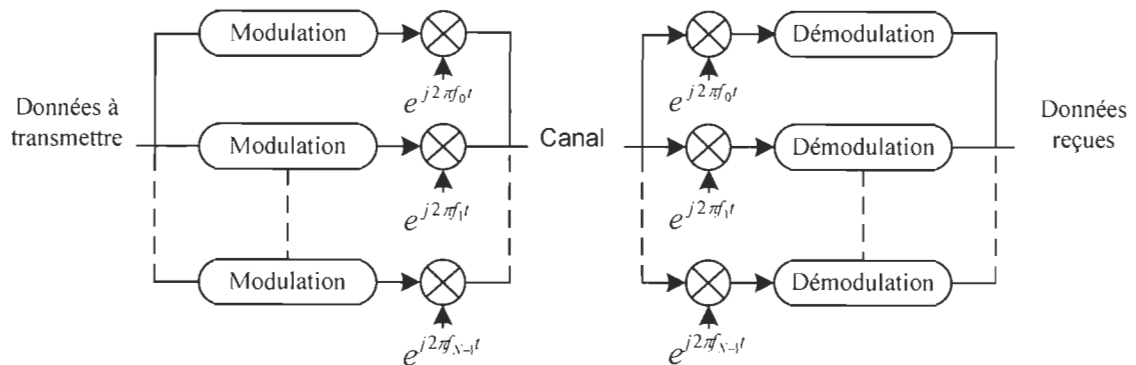 Modulation
Démodulation
e^{j2πf_0t}
e^{j2πf_0t}
Données à
transmettre
Modulation
Canal
Démodulation
Données
reçues
e^{j2πf_1t}
e^{j2πf_1t}
Modulation
Démodulation
e^{j2πf_{N-1}t}
e^{j2πf_{N-1}t}